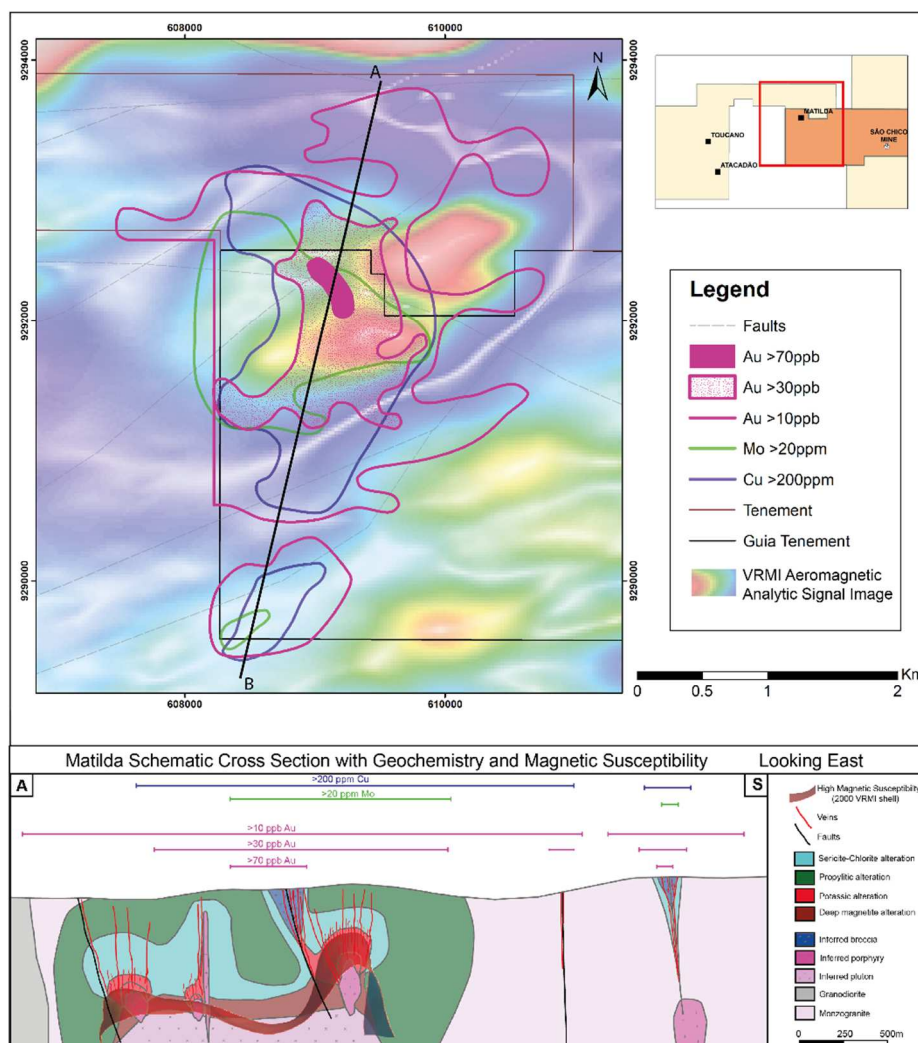 608000
610000
9294000
A
N
MATILDA
SÃO CHICO
MINE
TOUCANO
ATACADÃO
9292000
9290000
B
608000
610000
Legend
Faults
Au >70ppb
Au >30ppb
Au >10ppb
Mo >20ppm
Cu >200ppm
Tenement
Guia Tenement
VRMI Aeromagnetic
Analytic Signal Image
Km
0 0.5 1 2
Matilda Schematic Cross Section with Geochemistry and Magnetic Susceptibility Looking East
A
S
>200 ppm Cu
>20 ppm Mo
>10 ppb Au
>30 ppb Au
>70 ppb Au
High Magnetic Susceptibility
(2000 VRMI shell)
Veins
Faults
Sericite-Chlorite alteration
Propylitic alteration
Potassic alteration
Deep magnetite alteration
Inferred breccia
Inferred porphyry
Inferred pluton
Granodiorite
Monzogranite
0 250 500m